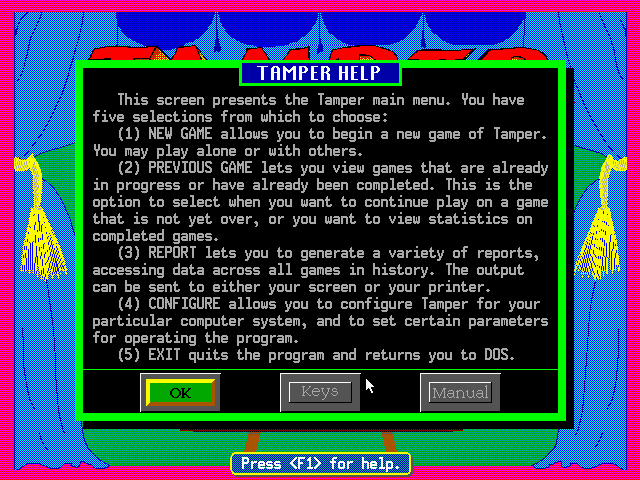 TAMPER HELP
This screen presents the Tamper main menu. You have
five selections from which to choose:
(1) NEW GAME allows you to begin a new game of Tamper.
You may play alone or with others.
(2) PREVIOUS GAME lets you view games that are already
in progress or have already been completed. This is the
option to select when you want to continue play on a game
that is not yet over, or you want to view statistics on
completed games.
(3) REPORT lets you to generate a variety of reports,
accessing data across all games in history. The output
can be sent to either your screen or your printer.
(4) CONFIGURE allows you to configure Tamper for your
particular computer system, and to set certain parameters
for operating the program.
(5) EXIT quits the program and returns you to DOS.
OK Keys Manual
Press <F1> for help.